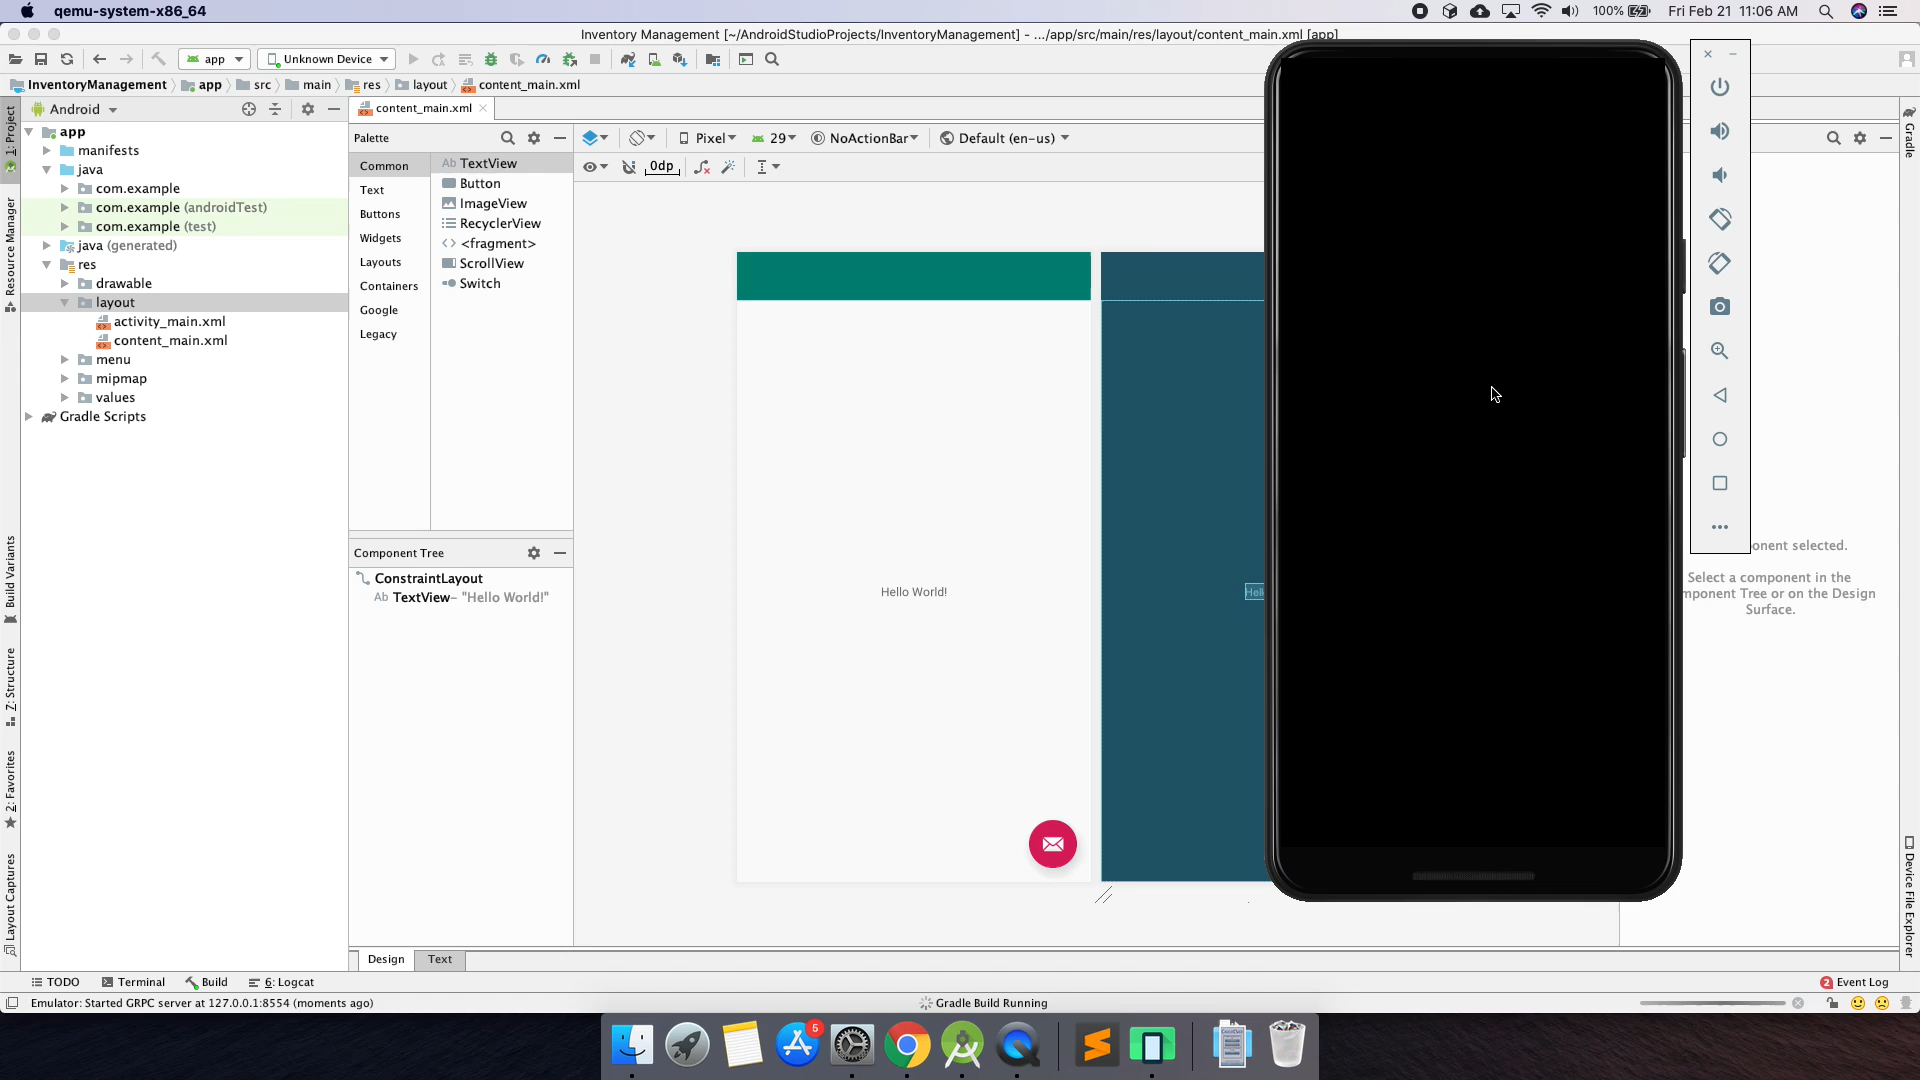 qemu-system-x86_64
100%
Fri Feb 21 11:06 AM
Inventory Management [~/AndroidStudioProjects/InventoryManagement] - .../app/src/main/res/layout/content_main.xml [app]
app
Unknown Device
InventoryManagement
app
src
main
res
layout
content_main.xml
1: Project
Resource Manager
Build Variants
Z: Structure
2: Favorites
Layout Captures
Android
app
manifests
java
com.example
com.example (androidTest)
com.example (test)
java (generated)
res
drawable
layout
activity_main.xml
content_main.xml
menu
mipmap
values
Gradle Scripts
content_main.xml
Palette
Common
Text
Buttons
Widgets
Layouts
Containers
Google
Legacy
Ab TextView
Button
ImageView
RecyclerView
<fragment>
ScrollView
Switch
Component Tree
ConstraintLayout
Ab TextView– "Hello World!"
Pixel
29
NoActionBar
Default (en-us)
0dp
Hello World!
Hell
onent selected.
Select a component in the
mponent Tree or on the Design
Surface.
Gradle
Device File Explorer
Design
Text
TODO
Terminal
Build
6: Logcat
2 Event Log
Emulator: Started GRPC server at 127.0.0.1:8554 (moments ago)
Gradle Build Running
5